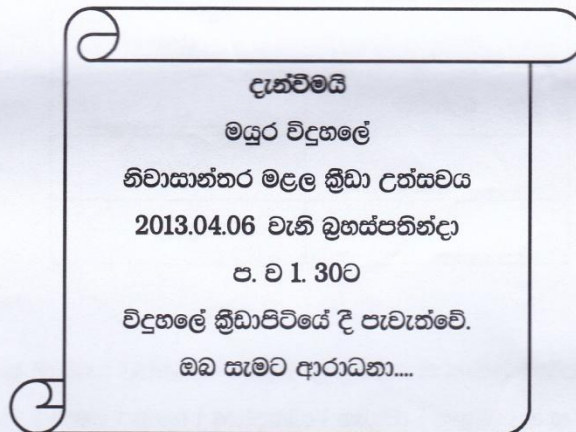 දැන්වීමයි
මයුර විදුහලේ
නිවාසාන්තර මළල ක්‍රීඩා උත්සවය
2013.04.06 වැනි බ්‍රහස්පතින්දා
ප. ව 1. 30ට
විදුහලේ ක්‍රීඩාපිටියේ දී පැවැත්වේ.
ඔබ සැමට ආරාධනා....